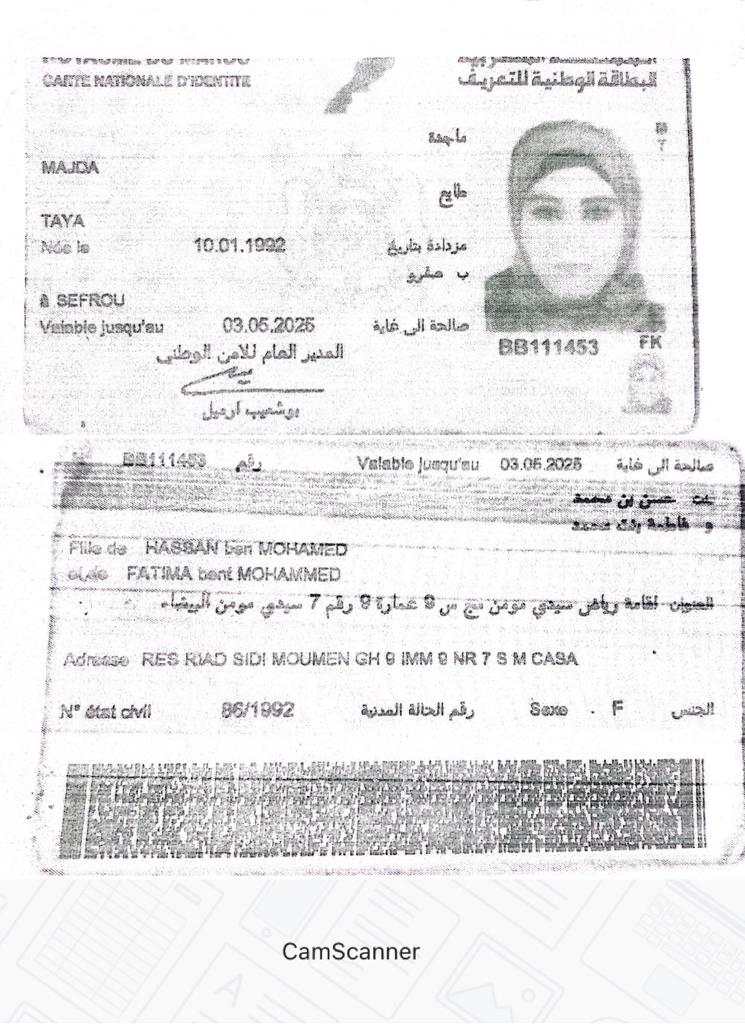 ROYAUME DU MAROC
CARTE NATIONALE D'IDENTITE
البطاقة الوطنية للتعريف
ماجدة
MAJDA
طايع
TAYA
Née le 10.01.1992 مزدادة بتاريخ
ب صفرو
à SEFROU
Valable jusqu'au 03.05.2025 صالحة الى غاية
BB111453
FK
المدير العام للامن الوطني
بوشعيب ارميل
BB111453 رقم Valable jusqu'au 03.05.2025 صالحة الى غاية
بنت حسن بن محمد
و فاطمة بنت محمد
Fille de HASSAN ben MOHAMED
et de FATIMA bent MOHAMMED
العنوان اقامة رياض سيدي مومن مج س 9 عمارة 9 رقم 7 سيدي مومن البيضاء
Adresse RES RIAD SIDI MOUMEN GH 9 IMM 9 NR 7 S M CASA
N° état civil 86/1992 رقم الحالة المدنية Sexe F الجنس
CamScanner